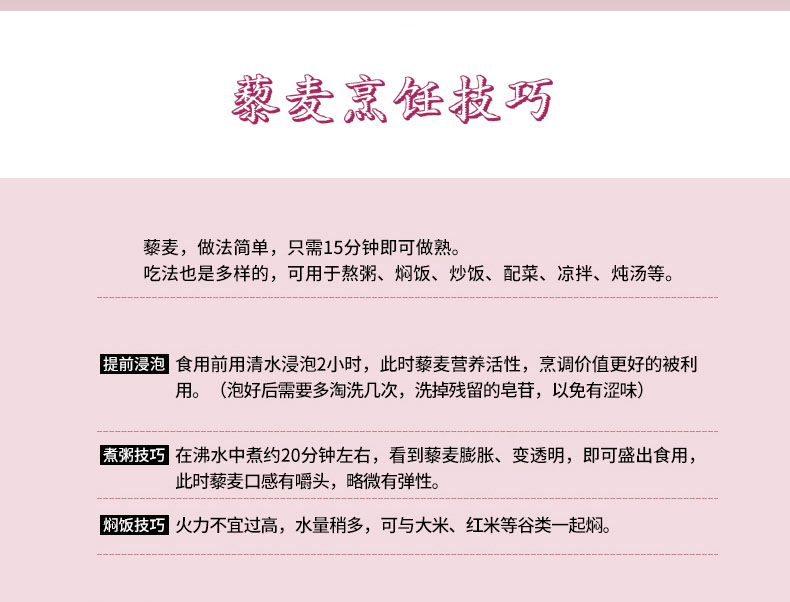 藜麦烹饪技巧
藜麦，做法简单，只需15分钟即可做熟。
吃法也是多样的，可用于熬粥、焖饭、炒饭、配菜、凉拌、炖汤等。
提前浸泡 食用前用清水浸泡2小时，此时藜麦营养活性，烹调价值更好的被利
用。（泡好后需要多淘洗几次，洗掉残留的皂苷，以免有涩味）
煮粥技巧 在沸水中煮约20分钟左右，看到藜麦膨胀、变透明，即可盛出食用，
此时藜麦口感有嚼头，略微有弹性。
焖饭技巧 火力不宜过高，水量稍多，可与大米、红米等谷类一起焖。